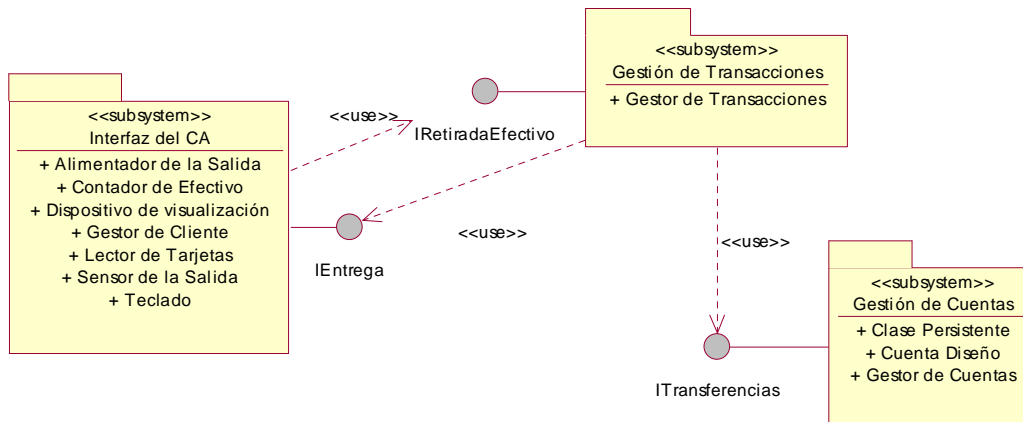 <<subsystem>>
Interfaz del CA
+ Alimentador de la Salida
+ Contador de Efectivo
+ Dispositivo de visualización
+ Gestor de Cliente
+ Lector de Tarjetas
+ Sensor de la Salida
+ Teclado
<<use>>
IRetiradaEfectivo
<<subsystem>>
Gestión de Transacciones
+ Gestor de Transacciones
IEntrega
<<use>>
<<use>>
ITransferencias
<<subsystem>>
Gestión de Cuentas
+ Clase Persistente
+ Cuenta Diseño
+ Gestor de Cuentas